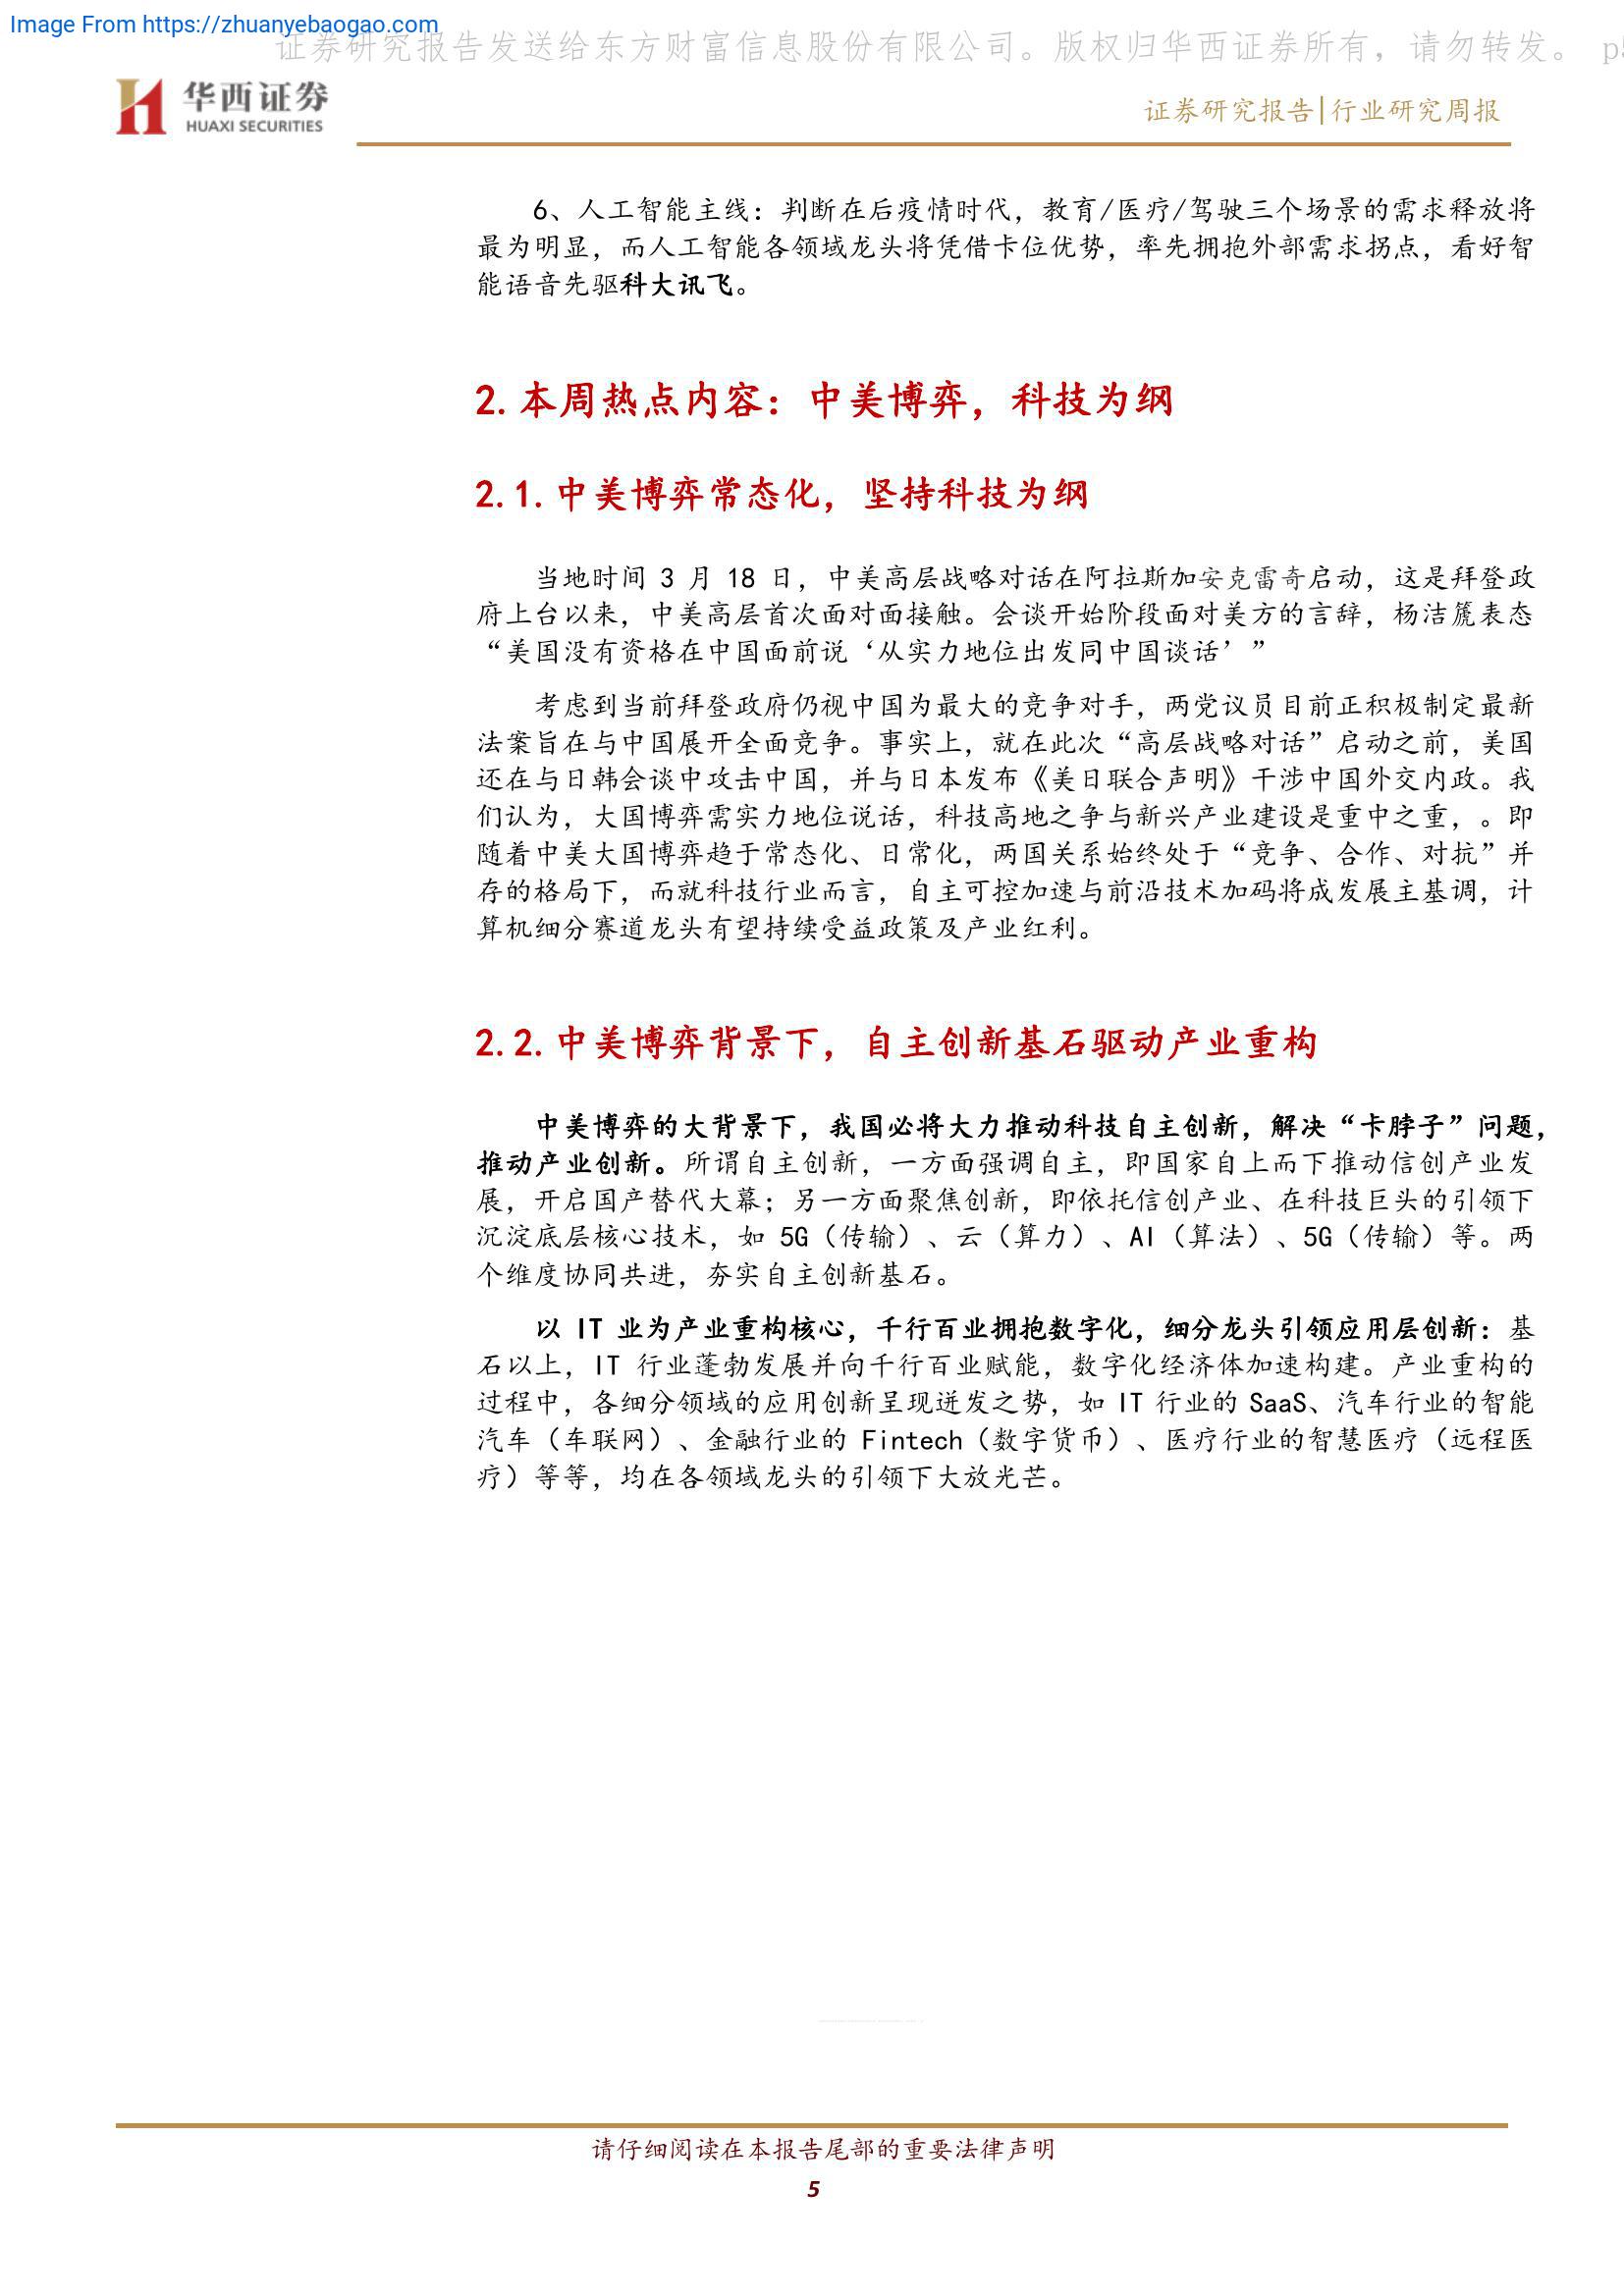 Image From https://zhuanyebaogao.com
证券研究报告发送给东方财富信息股份有限公司。版权归华西证券所有，请勿转发。 p5
华西证券
HUAXI SECURITIES
证券研究报告|行业研究周报
6、人工智能主线：判断在后疫情时代，教育/医疗/驾驶三个场景的需求释放将
最为明显，而人工智能各领域龙头将凭借卡位优势，率先拥抱外部需求拐点，看好智
能语音先驱科大讯飞。
2.本周热点内容：中美博弈，科技为纲
2.1.中美博弈常态化，坚持科技为纲
当地时间 3 月 18 日，中美高层战略对话在阿拉斯加安克雷奇启动，这是拜登政
府上台以来，中美高层首次面对面接触。会谈开始阶段面对美方的言辞，杨洁篪表态
“美国没有资格在中国面前说‘从实力地位出发同中国谈话’”
考虑到当前拜登政府仍视中国为最大的竞争对手，两党议员目前正积极制定最新
法案旨在与中国展开全面竞争。事实上，就在此次“高层战略对话”启动之前，美国
还在与日韩会谈中攻击中国，并与日本发布《美日联合声明》干涉中国外交内政。我
们认为，大国博弈需实力地位说话，科技高地之争与新兴产业建设是重中之重，。即
随着中美大国博弈趋于常态化、日常化，两国关系始终处于“竞争、合作、对抗”并
存的格局下，而就科技行业而言，自主可控加速与前沿技术加码将成发展主基调，计
算机细分赛道龙头有望持续受益政策及产业红利。
2.2.中美博弈背景下，自主创新基石驱动产业重构
中美博弈的大背景下，我国必将大力推动科技自主创新，解决“卡脖子”问题，
推动产业创新。所谓自主创新，一方面强调自主，即国家自上而下推动信创产业发
展，开启国产替代大幕；另一方面聚焦创新，即依托信创产业、在科技巨头的引领下
沉淀底层核心技术，如 5G（传输）、云（算力）、AI（算法）、5G（传输）等。两
个维度协同共进，夯实自主创新基石。
以 IT 业为产业重构核心，千行百业拥抱数字化，细分龙头引领应用层创新：基
石以上，IT 行业蓬勃发展并向千行百业赋能，数字化经济体加速构建。产业重构的
过程中，各细分领域的应用创新呈现迸发之势，如 IT 行业的 SaaS、汽车行业的智能
汽车（车联网）、金融行业的 Fintech（数字货币）、医疗行业的智慧医疗（远程医
疗）等等，均在各领域龙头的引领下大放光芒。
请仔细阅读在本报告尾部的重要法律声明
5